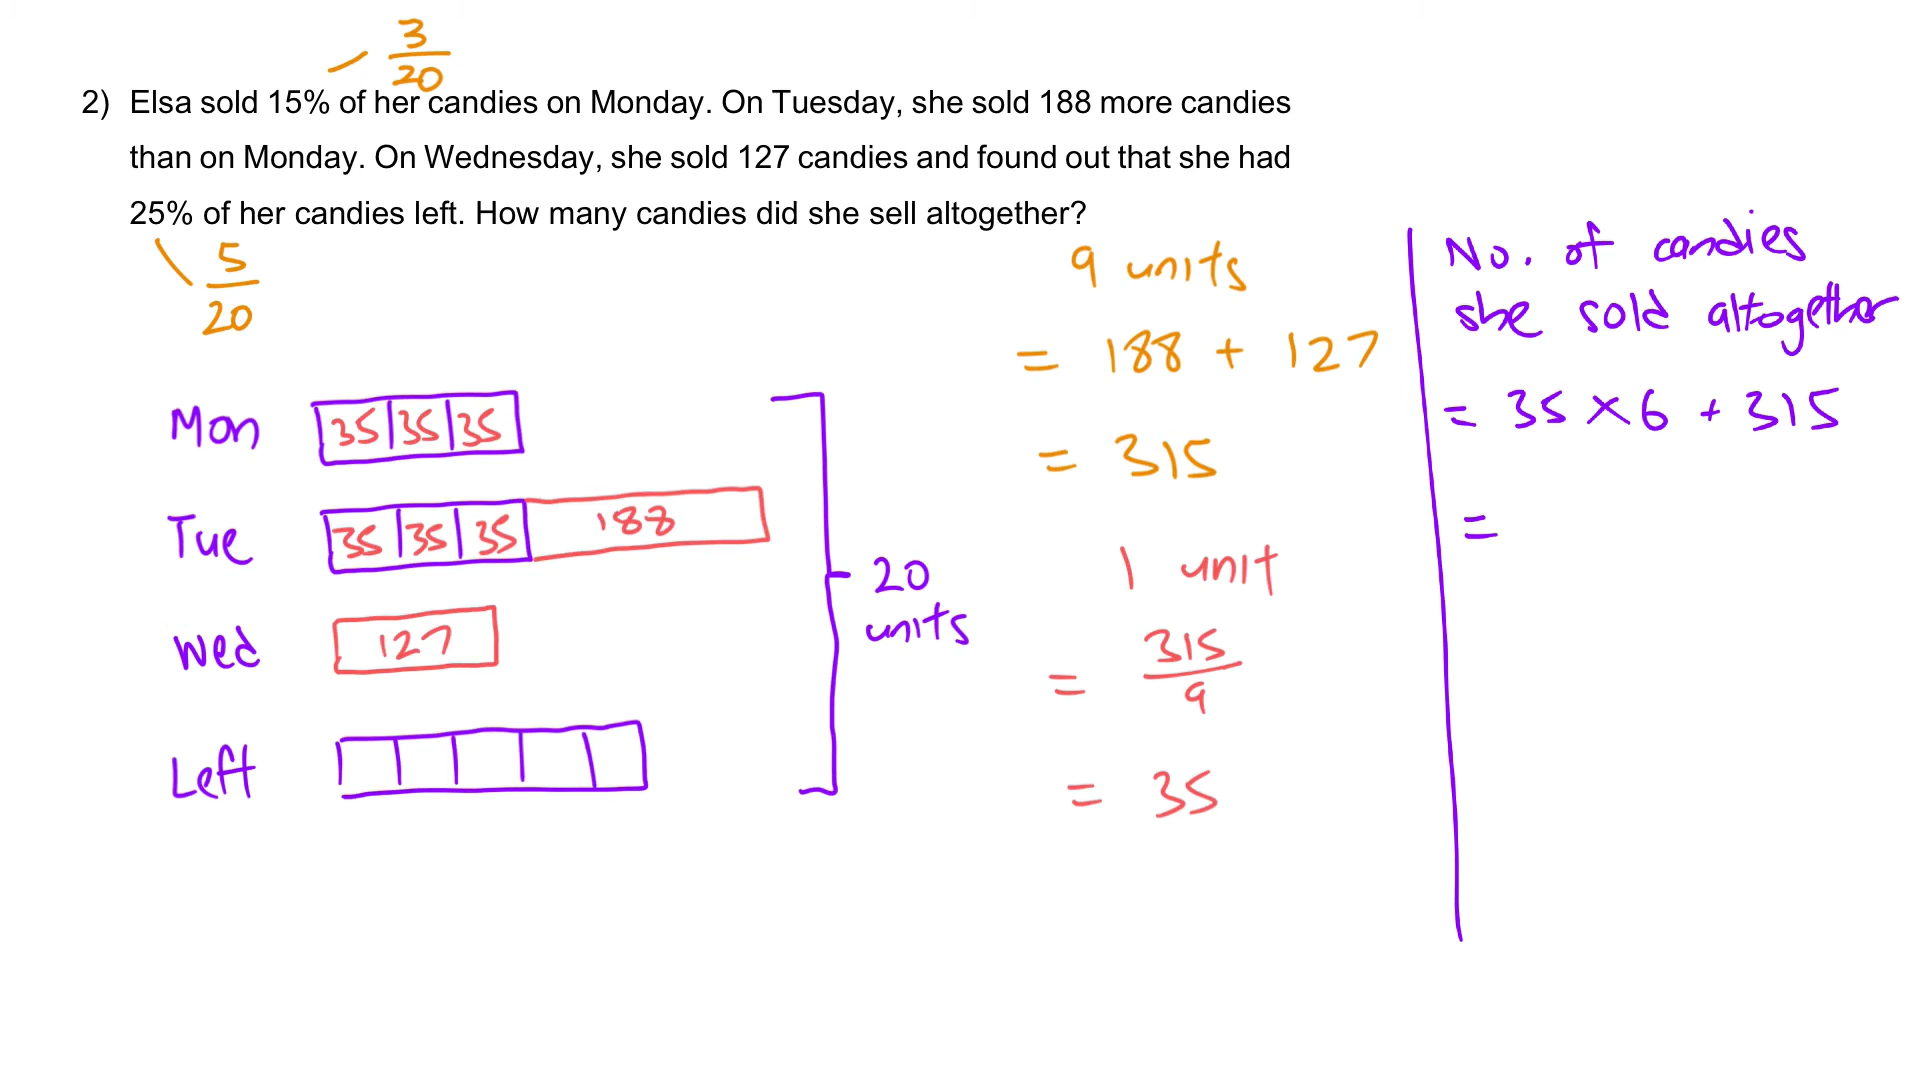 3
20
2) Elsa sold 15% of her candies on Monday. On Tuesday, she sold 188 more candies
than on Monday. On Wednesday, she sold 127 candies and found out that she had
25% of her candies left. How many candies did she sell altogether?
5
20
Mon 35 35 35
Tue 35 35 35 188
Wed 127
Left
20
units
9 units
= 188 + 127
= 315
1 unit
= 315
9
= 35
No. of candies
she sold altogether
= 35 × 6 + 315
=